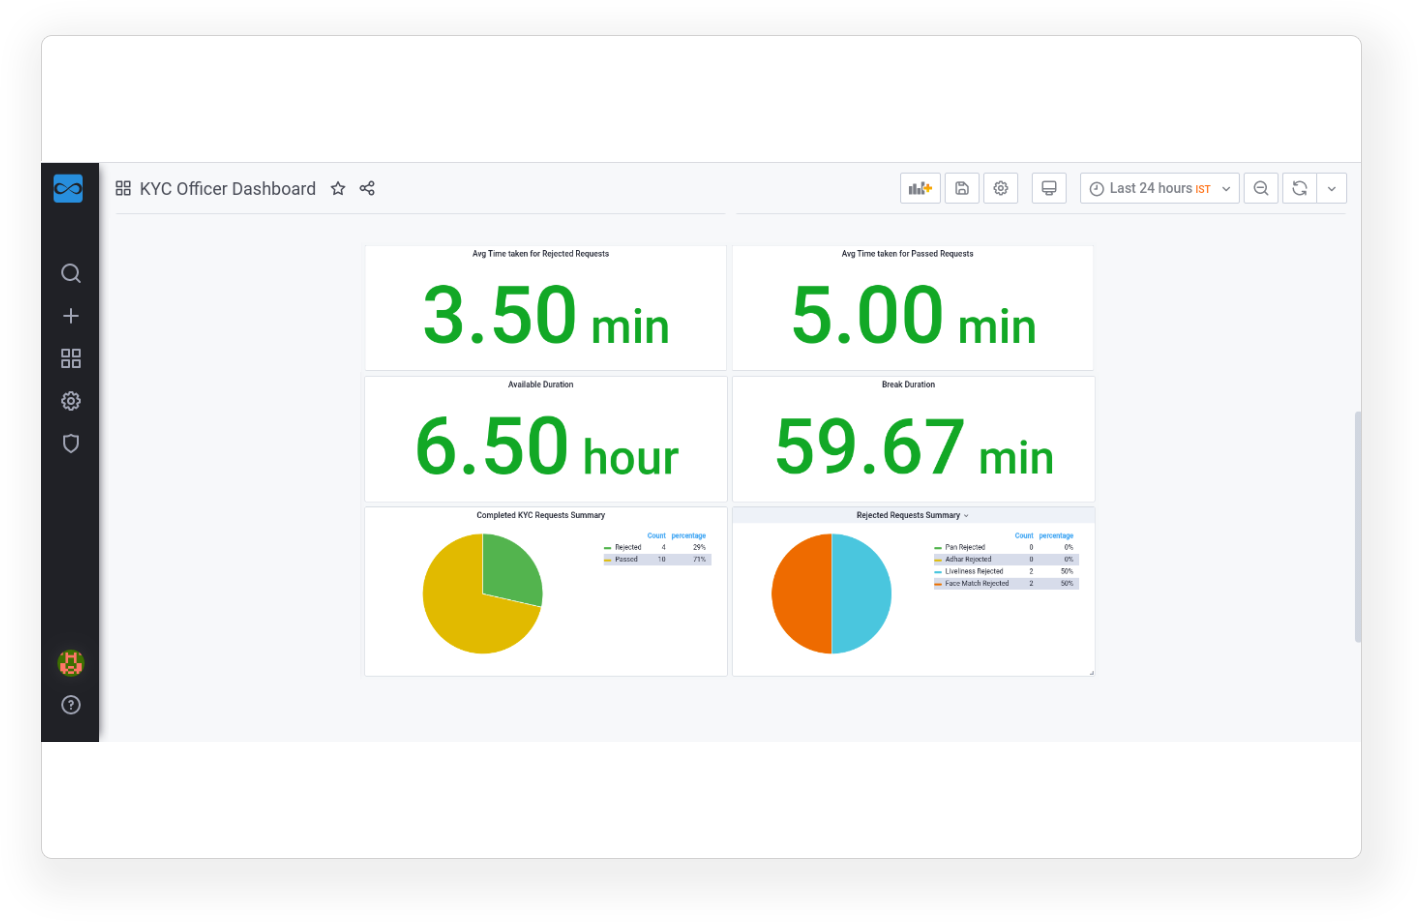 KYC Officer Dashboard
Last 24 hours IST
Avg Time taken for Rejected Requests
3.50 min
Avg Time taken for Passed Requests
5.00 min
Available Duration
6.50 hour
Break Duration
59.67 min
Completed KYC Requests Summary
Count percentage
Rejected 4 29%
Passed 10 71%
Rejected Requests Summary
Count percentage
Pan Rejected 0 0%
Adhar Rejected 0 0%
Liveliness Rejected 2 50%
Face Match Rejected 2 50%